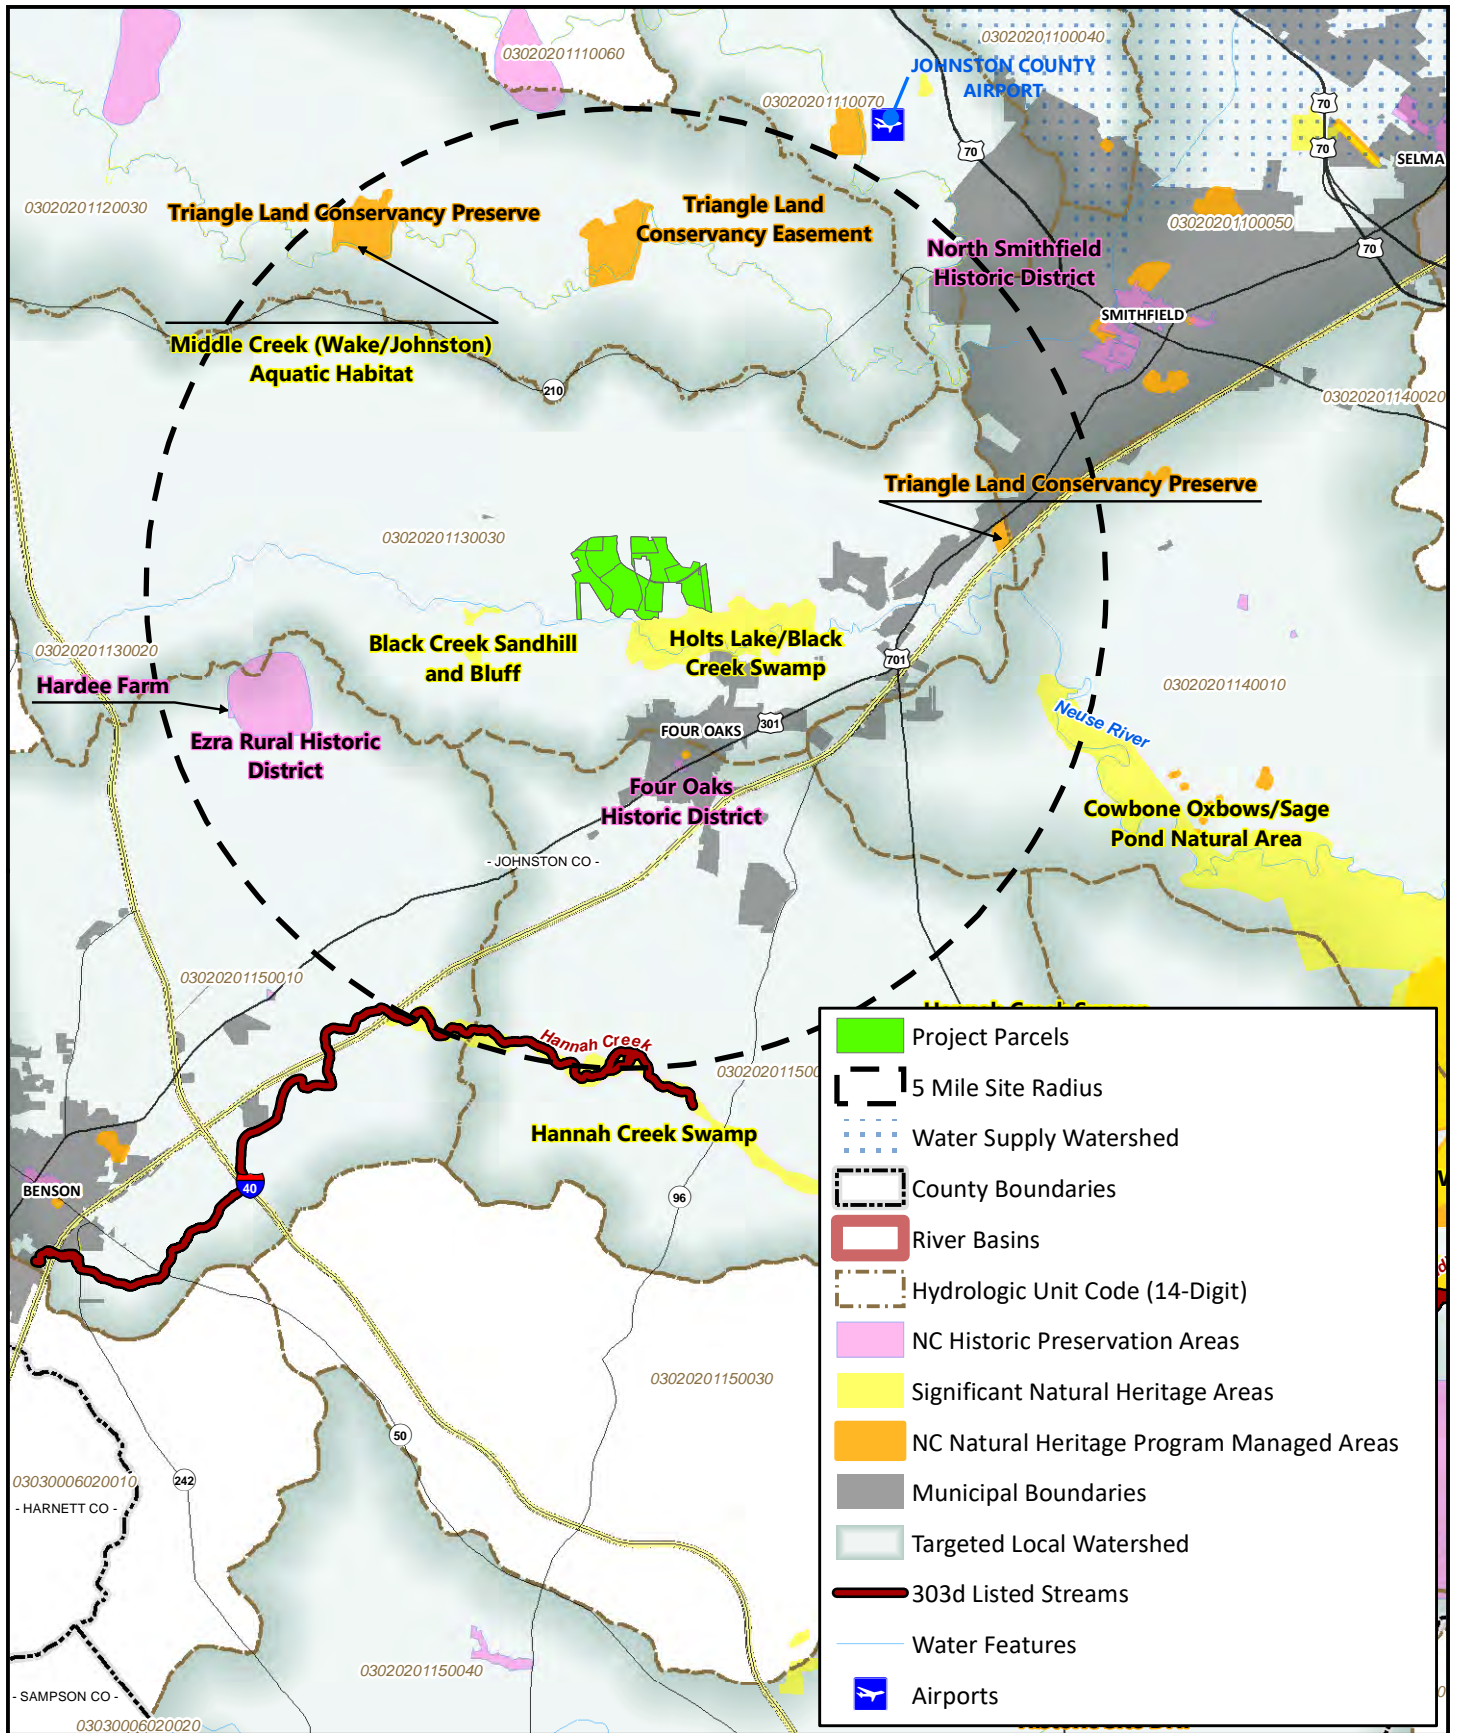 03020201100040
03020201110060
JOHNSTON COUNTY
AIRPORT
03020201110070
70
70
70
SELMA
03020201120030
Triangle Land Conservancy Preserve
Triangle Land
Conservancy Easement
03020201100050
North Smithfield
Historic District
70
SMITHFIELD
Middle Creek (Wake/Johnston)
Aquatic Habitat
210
03020201140020
Triangle Land Conservancy Preserve
03020201130030
Black Creek Sandhill
and Bluff
Holts Lake/Black
Creek Swamp
03020201130020
701
Hardee Farm
03020201140010
Neuse River
Ezra Rural Historic
District
FOUR OAKS
301
Four Oaks
Historic District
Cowbone Oxbows/Sage
Pond Natural Area
- JOHNSTON CO -
03020201150010
Hannah Creek Swamp
Hannah Creek
030202011500
Hannah Creek Swamp
40
BENSON
96
03020201150030
50
03030006020010
242
- HARNETT CO -
03020201150040
- SAMPSON CO -
03030006020020
Project Parcels
5 Mile Site Radius
Water Supply Watershed
County Boundaries
River Basins
Hydrologic Unit Code (14-Digit)
NC Historic Preservation Areas
Significant Natural Heritage Areas
NC Natural Heritage Program Managed Areas
Municipal Boundaries
Targeted Local Watershed
303d Listed Streams
Water Features
Airports